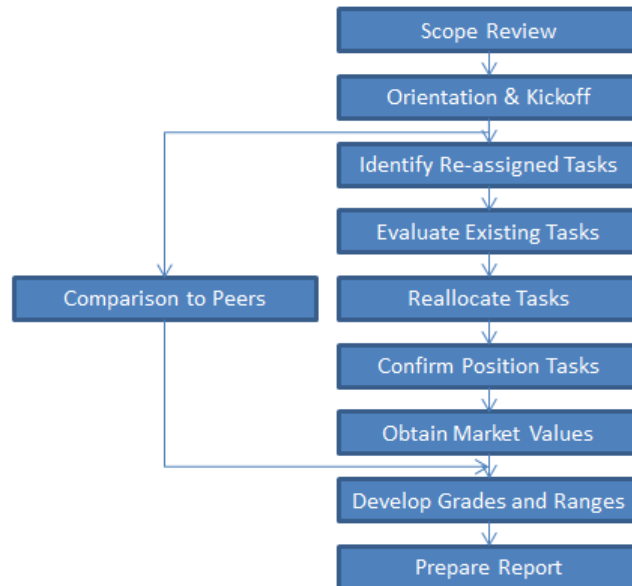 Scope Review
Orientation & Kickoff
Identify Re-assigned Tasks
Evaluate Existing Tasks
Comparison to Peers
Reallocate Tasks
Confirm Position Tasks
Obtain Market Values
Develop Grades and Ranges
Prepare Report